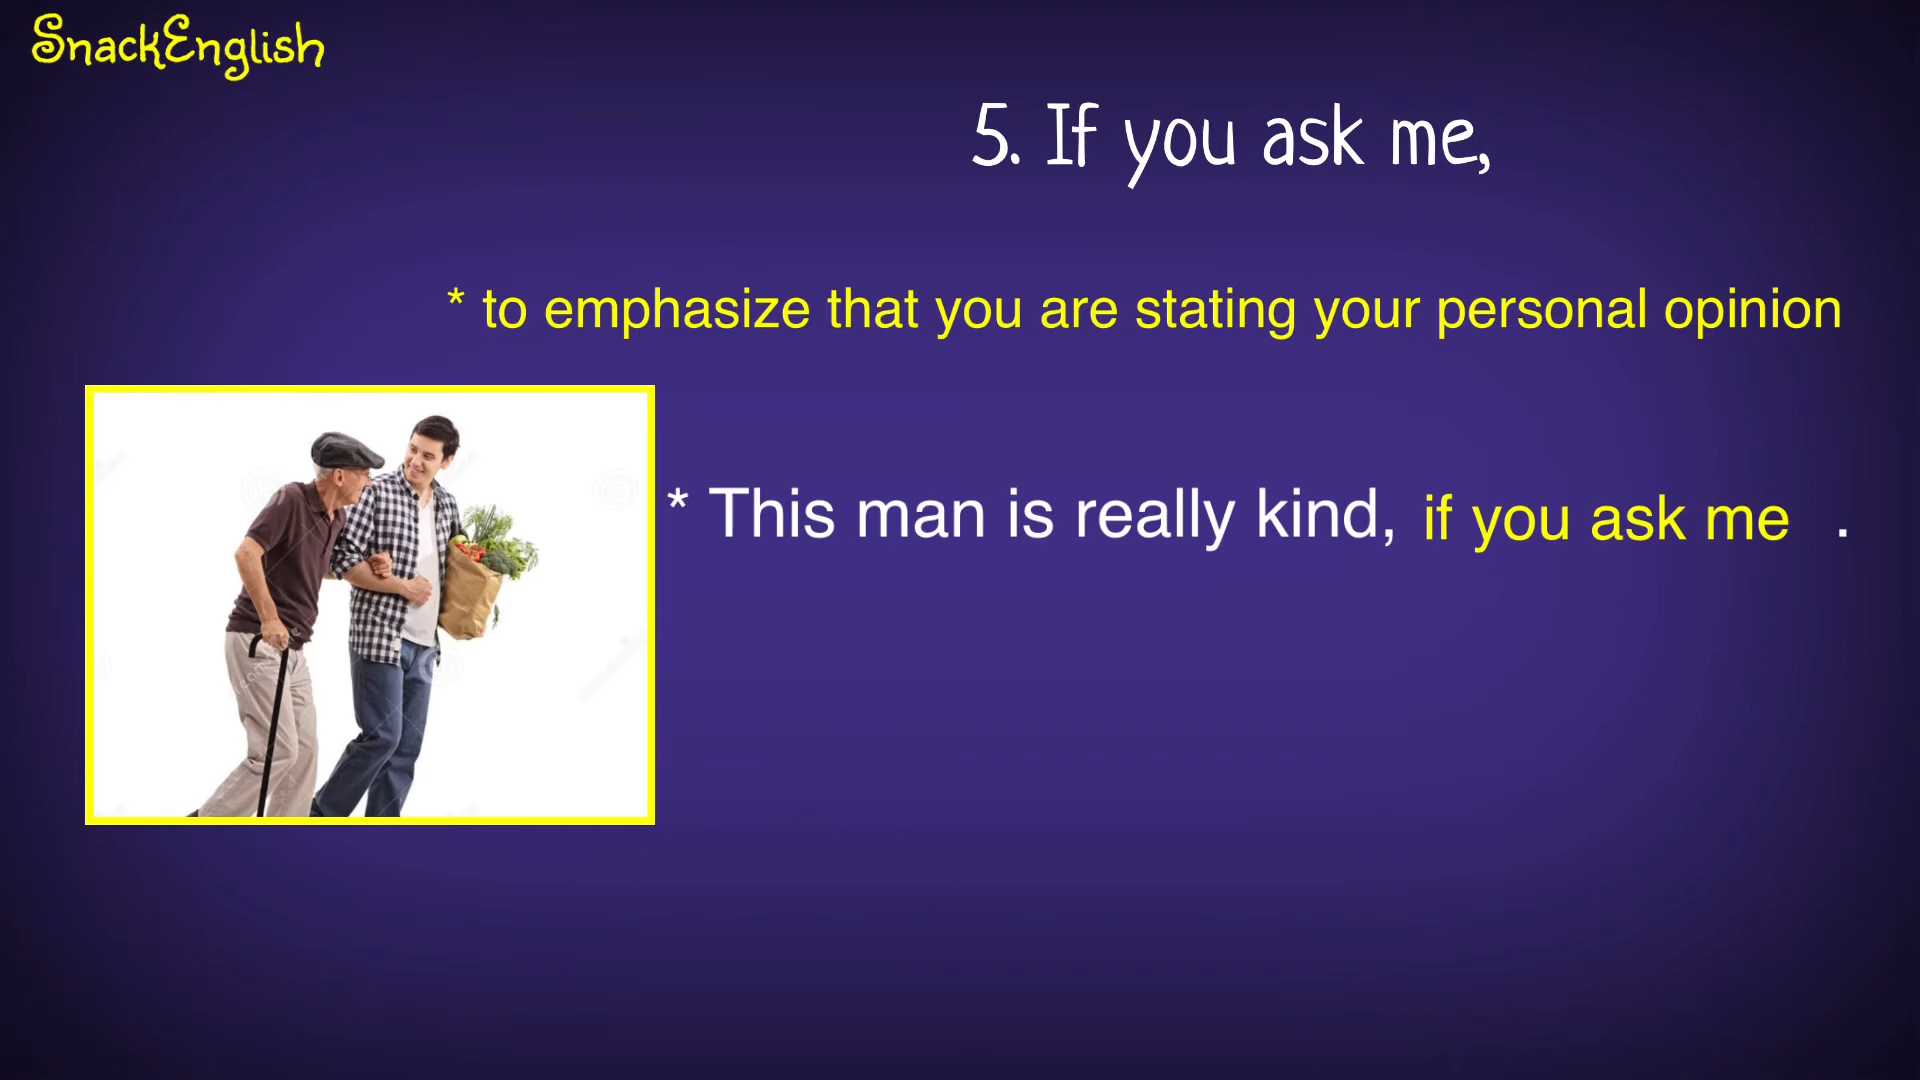 SnackEnglish
5. If you ask me,
* to emphasize that you are stating your personal opinion
* This man is really kind, if you ask me .